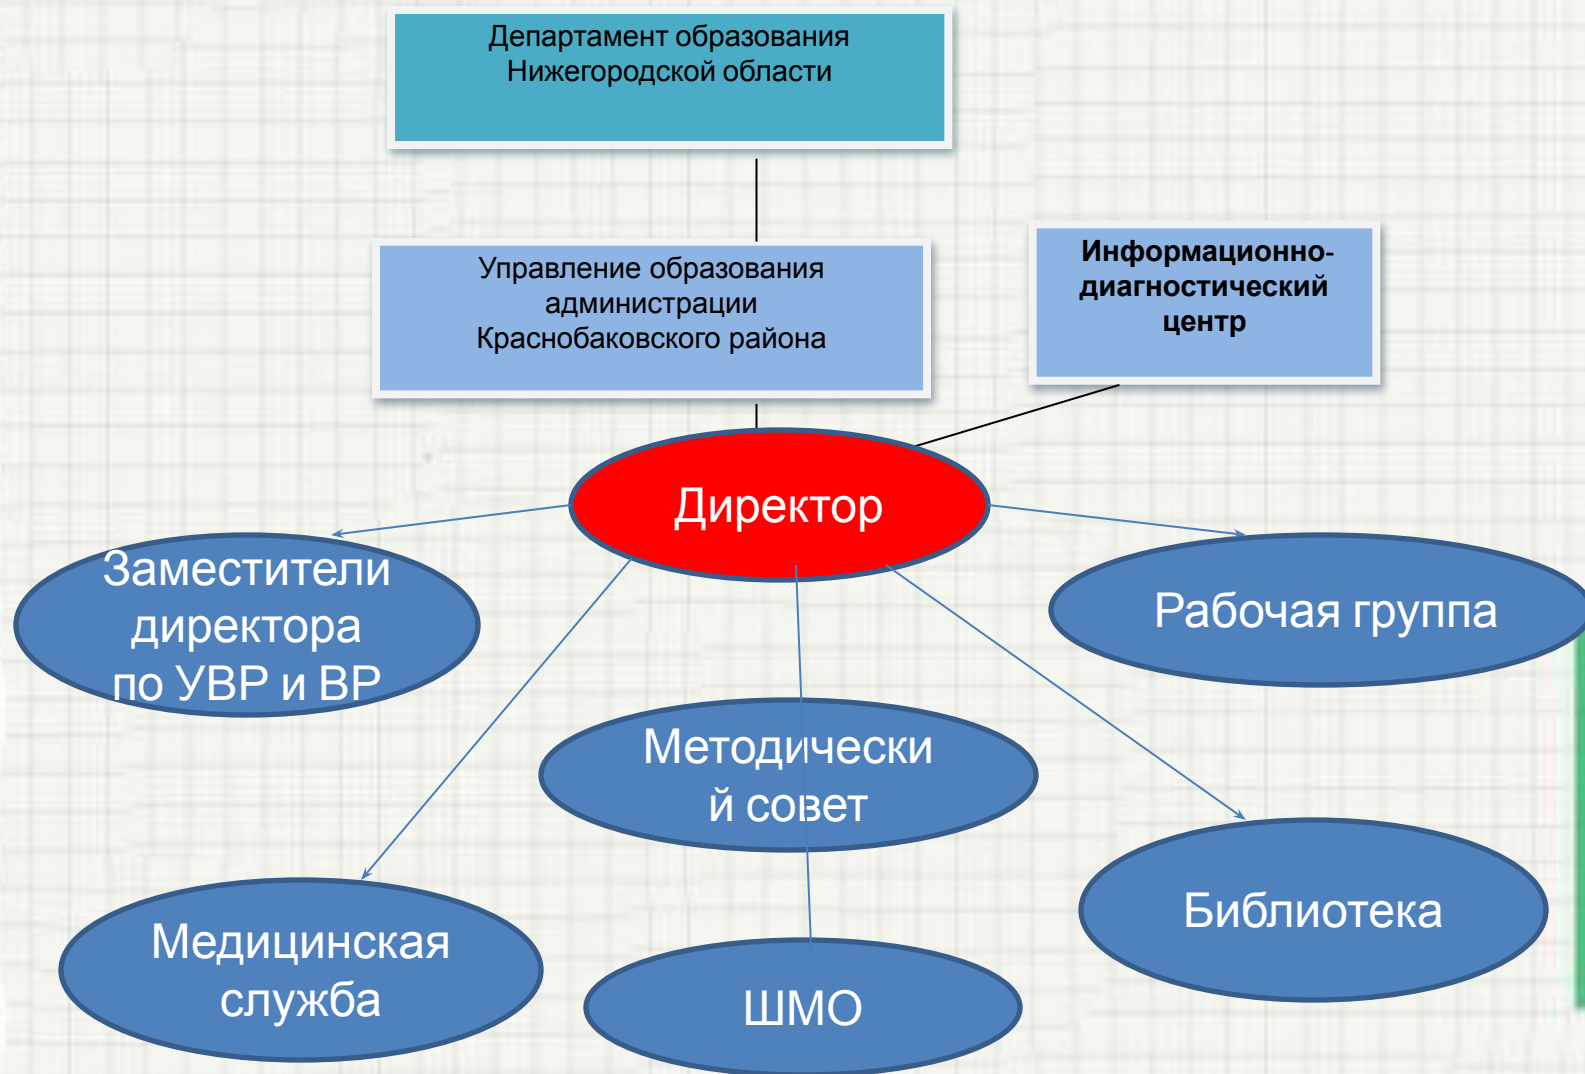 Департамент образования
Нижегородской области
Управление образования
администрации
Краснобаковского района
Информационно-
диагностический
центр
Директор
Заместители
директора
по УВР и ВР
Рабочая группа
Методически
й совет
Медицинская
служба
Библиотека
ШМО